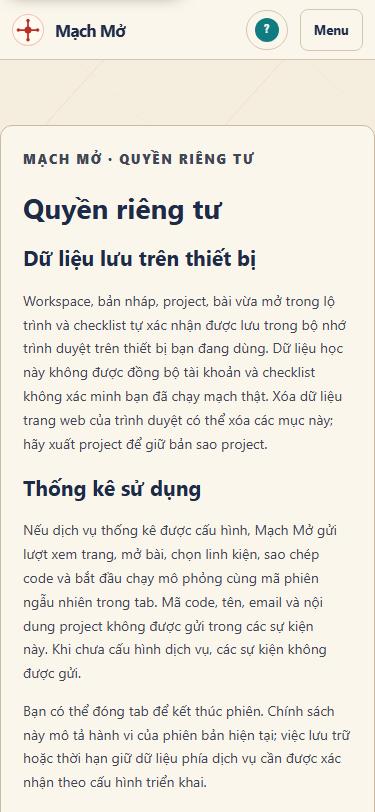 Mạch Mở
?
Menu
MẠCH MỞ · QUYỀN RIÊNG TƯ
Quyền riêng tư
Dữ liệu lưu trên thiết bị
Workspace, bản nháp, project, bài vừa mở trong lộ
trình và checklist tự xác nhận được lưu trong bộ nhớ
trình duyệt trên thiết bị bạn đang dùng. Dữ liệu học
này không được đồng bộ tài khoản và checklist
không xác minh bạn đã chạy mạch thật. Xóa dữ liệu
trang web của trình duyệt có thể xóa các mục này;
hãy xuất project để giữ bản sao project.
Thống kê sử dụng
Nếu dịch vụ thống kê được cấu hình, Mạch Mở gửi
lượt xem trang, mở bài, chọn linh kiện, sao chép
code và bắt đầu chạy mô phỏng cùng mã phiên
ngẫu nhiên trong tab. Mã code, tên, email và nội
dung project không được gửi trong các sự kiện
này. Khi chưa cấu hình dịch vụ, các sự kiện không
được gửi.
Bạn có thể đóng tab để kết thúc phiên. Chính sách
này mô tả hành vi của phiên bản hiện tại; việc lưu trữ
hoặc thời hạn giữ dữ liệu phía dịch vụ cần được xác
nhận theo cấu hình triển khai.